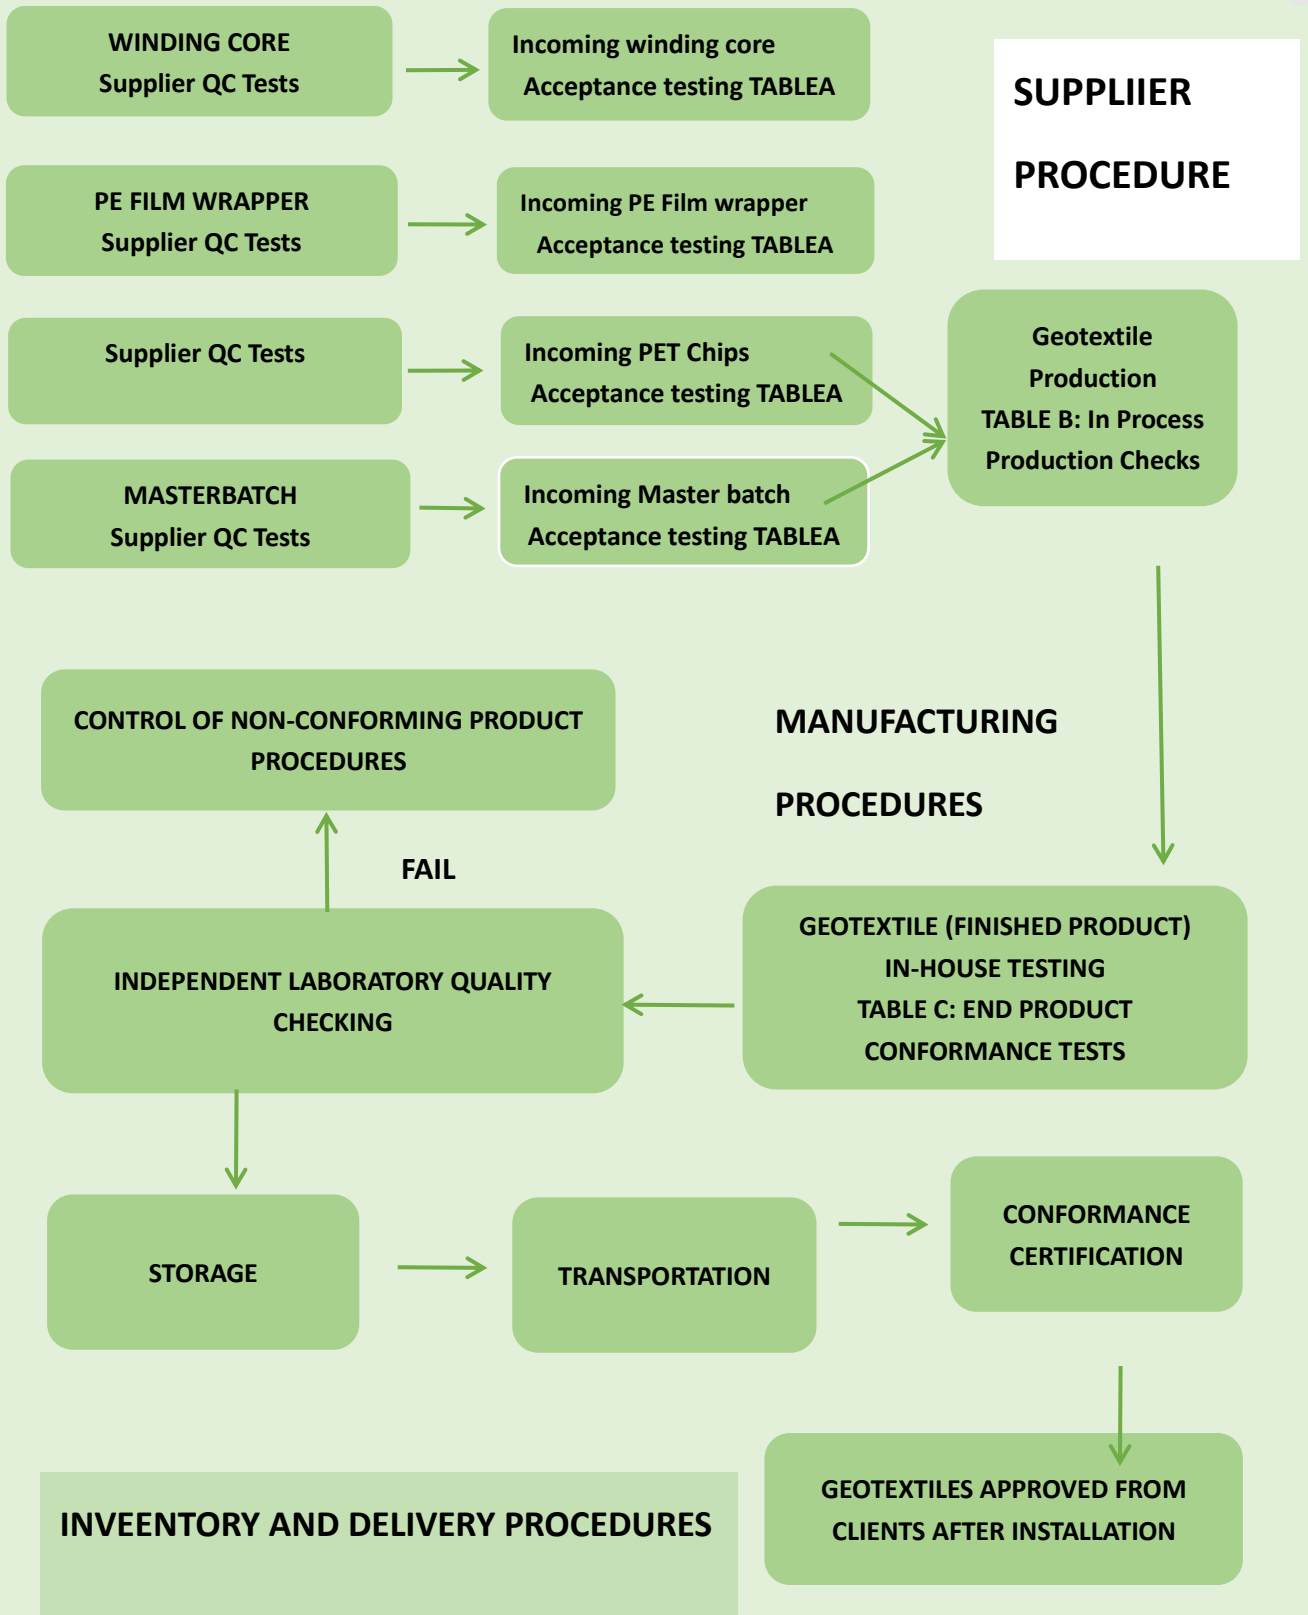 WINDING CORE
Supplier QC Tests
Incoming winding core
Acceptance testing TABLEA
SUPPLIIER
PROCEDURE
PE FILM WRAPPER
Supplier QC Tests
Incoming PE Film wrapper
Acceptance testing TABLEA
Supplier QC Tests
Incoming PET Chips
Acceptance testing TABLEA
Geotextile
Production
TABLE B: In Process
Production Checks
MASTERBATCH
Supplier QC Tests
Incoming Master batch
Acceptance testing TABLEA
CONTROL OF NON-CONFORMING PRODUCT
PROCEDURES
MANUFACTURING
PROCEDURES
FAIL
GEOTEXTILE (FINISHED PRODUCT)
IN-HOUSE TESTING
TABLE C: END PRODUCT
CONFORMANCE TESTS
INDEPENDENT LABORATORY QUALITY
CHECKING
STORAGE
TRANSPORTATION
CONFORMANCE
CERTIFICATION
GEOTEXTILES APPROVED FROM
CLIENTS AFTER INSTALLATION
INVEENTORY AND DELIVERY PROCEDURES